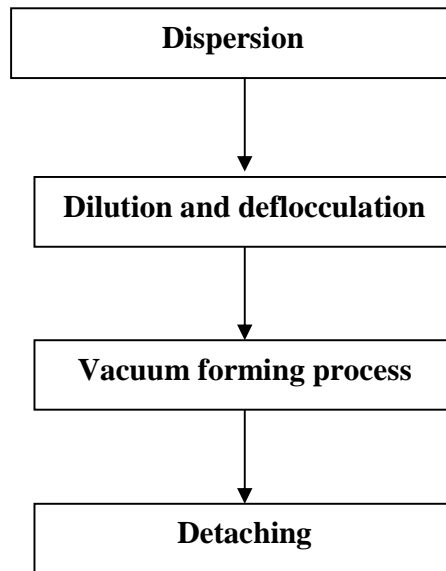 Dispersion
Dilution and deflocculation
Vacuum forming process
Detaching